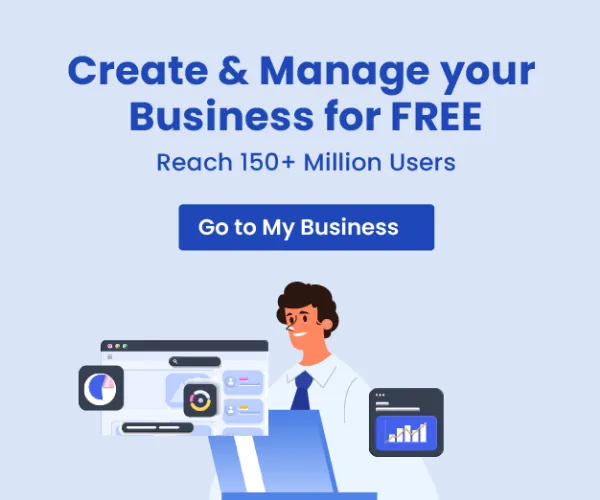 Create & Manage your
Business for FREE
Reach 150+ Million Users
Go to My Business